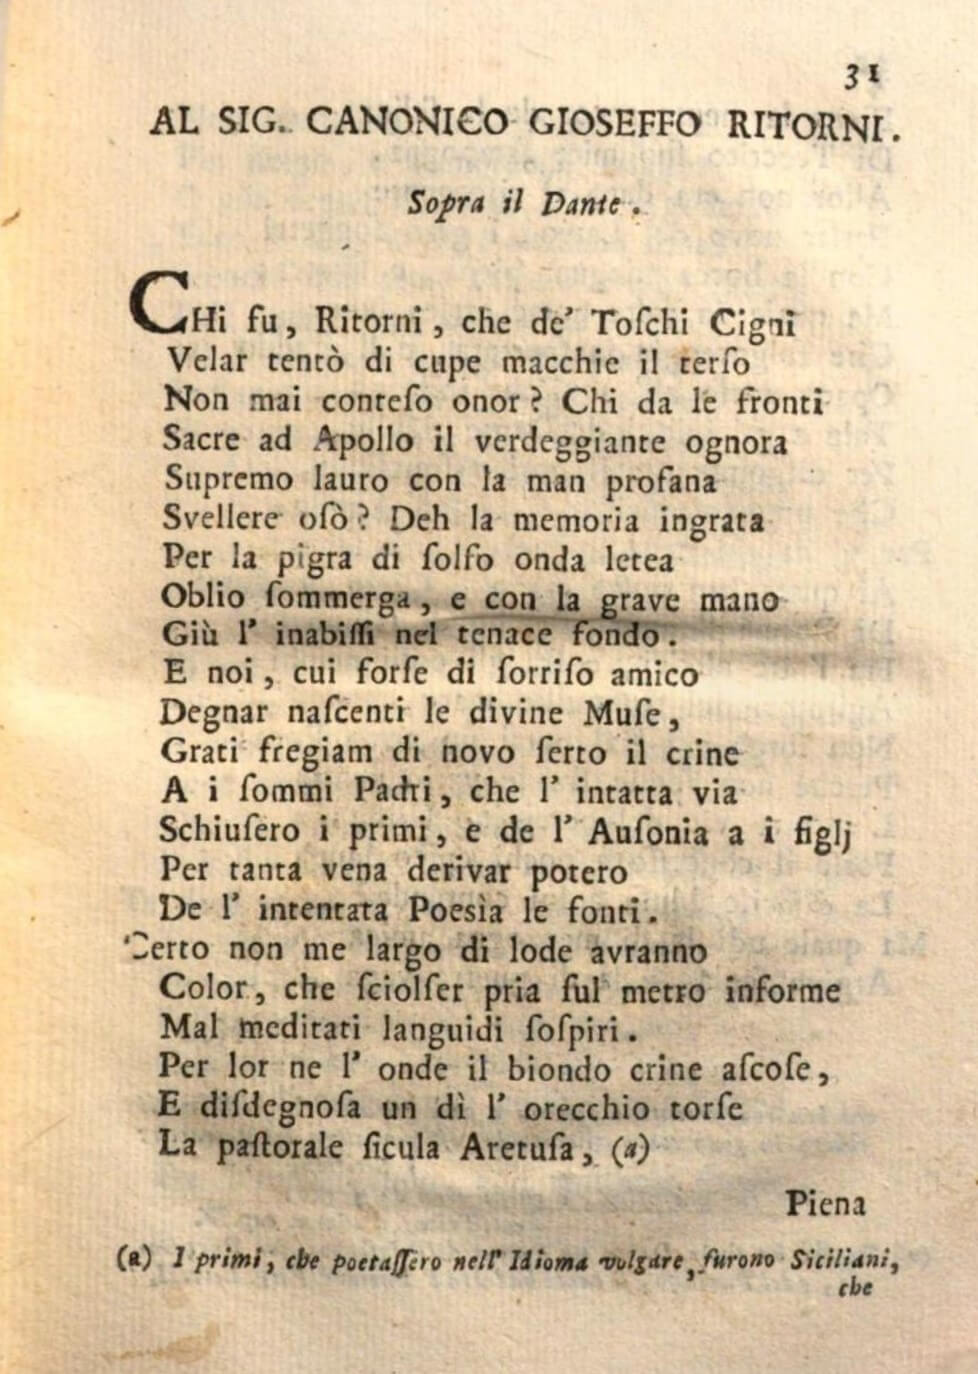 31
AL SIG. CANONICO GIOSEFFO RITORNI.
Sopra il Dante.
CHi fu, Ritorni, che de' Toſchi Cigni
Velar tentò di cupe macchie il terſo
Non mai conteſo onor? Chi da le fronti
Sacre ad Apollo il verdeggiante ognora
Supremo lauro con la man profana
Svellere osò? Deh la memoria ingrata
Per la pigra di ſolfo onda letea
Oblio ſommerga, e con la grave mano
Giù l' inabiſſi nel tenace fondo.
E noi, cui forſe di ſorriſo amico
Degnar naſcenti le divine Muſe,
Grati fregiam di novo ſerto il crine
A i ſommi Padri, che l' intatta via
Schiuſero i primi, e de l' Auſonia a i figlj
Per tanta vena derivar potero
De l' intentata Poesìa le fonti.
Certo non me largo di lode avranno
Color, che ſciolſer pria ſul metro informe
Mal meditati languidi ſoſpiri.
Per lor ne l' onde il biondo crine aſcoſe,
E diſdegnoſa un dì l' orecchio torſe
La paſtorale ſicula Aretuſa, (a)
Piena
(a) I primi, che poetaſſero nell' Idioma vulgare, furono Siciliani,
che